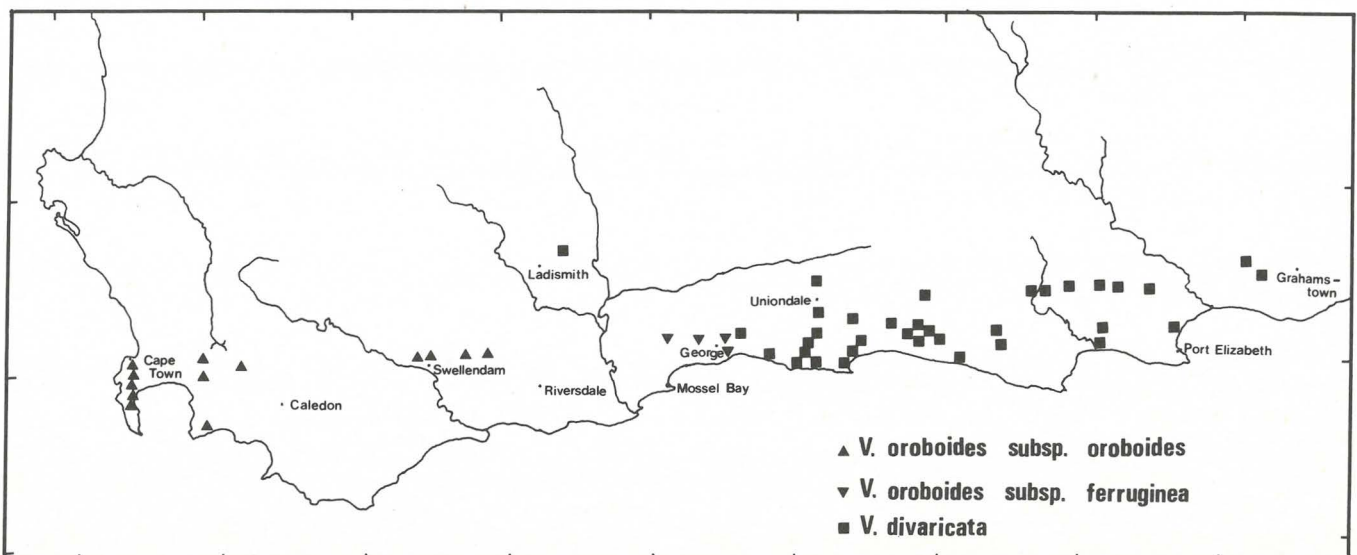 Ladismith
Uniondale
Grahams-
town
George
Port Elizabeth
Cape
Town
Swellendam
Riversdale
Mossel Bay
Caledon
V. oroboides subsp. oroboides
V. oroboides subsp. ferruginea
V. divaricata